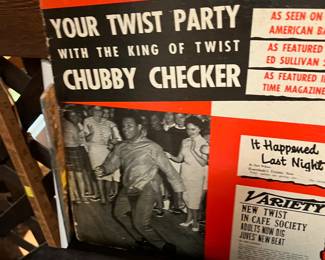 YOUR TWIST PARTY
WITH THE KING OF TWIST
CHUBBY CHECKER
AS SEEN ON
AMERICAN BA
AS FEATURED
ED SULLIVAN S
AS FEATURED I
TIME MAGAZINE
It Happened
Last Night
VARIETY
NEW TWIST
IN CAFE SOCIETY
ADULTS NOW DIG
JUVES' NEW BEAT